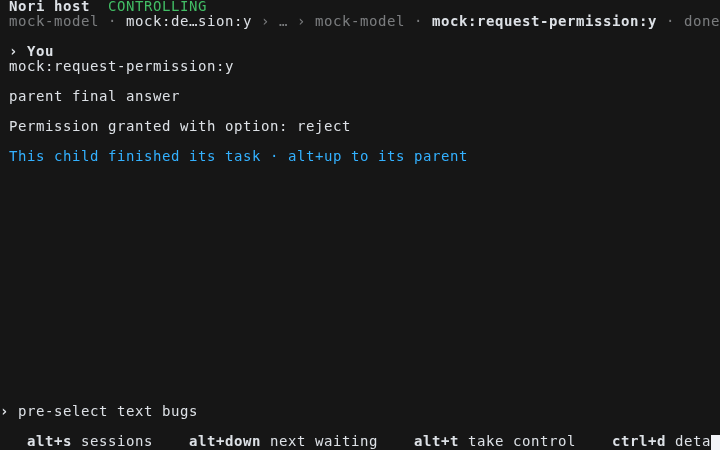 Nori host  CONTROLLING
mock-model · mock:de…sion:y › … › mock-model · mock:request-permission:y · done
› You
mock:request-permission:y
parent final answer
Permission granted with option: reject
This child finished its task · alt+up to its parent
› pre-select text bugs
alt+s sessions    alt+down next waiting    alt+t take control    ctrl+d deta